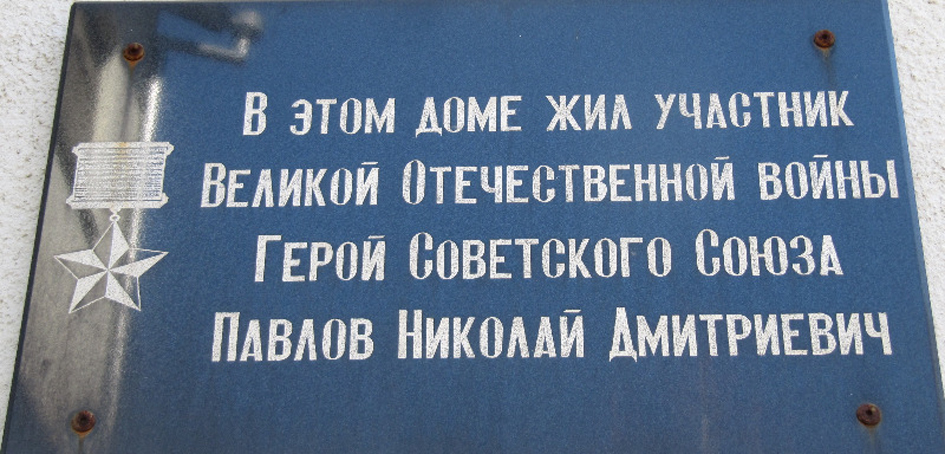 В ЭТОМ ДОМЕ ЖИЛ УЧАСТНИК
ВЕЛИКОЙ ОТЕЧЕСТВЕННОЙ ВОЙНЫ
ГЕРОЙ СОВЕТСКОГО СОЮЗА
ПАВЛОВ НИКОЛАЙ ДМИТРИЕВИЧ